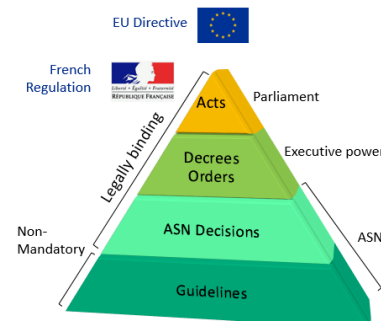 EU Directive
French
Regulation
Liberté • Égalité • Fraternité
RÉPUBLIQUE FRANÇAISE
Acts
Parliament
Legally binding
Decrees
Orders
Executive power
Non-
Mandatory
ASN Decisions
ASN
Guidelines